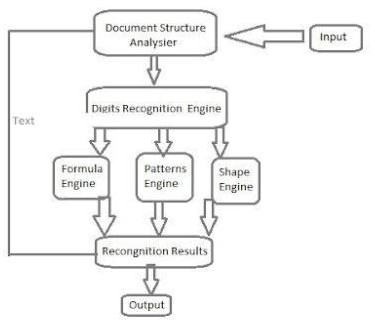 Document Structure
Analysier
Input
Digits Recognition Engine
Text
Formula
Engine
Patterns
Engine
Shape
Engine
Recongnition Results
Output